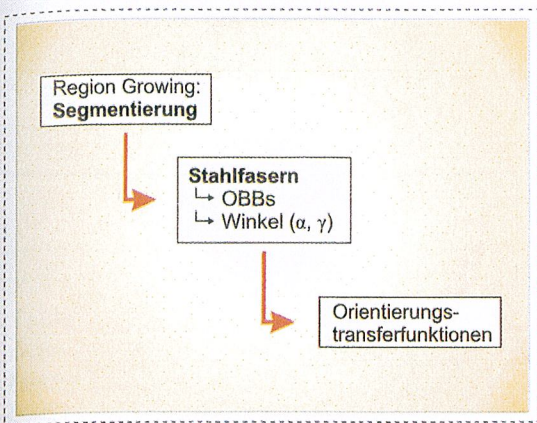 Region Growing:
Segmentierung
Stahlfasern
↳ OBBs
↳ Winkel (α, γ)
Orientierungs-
transferfunktionen